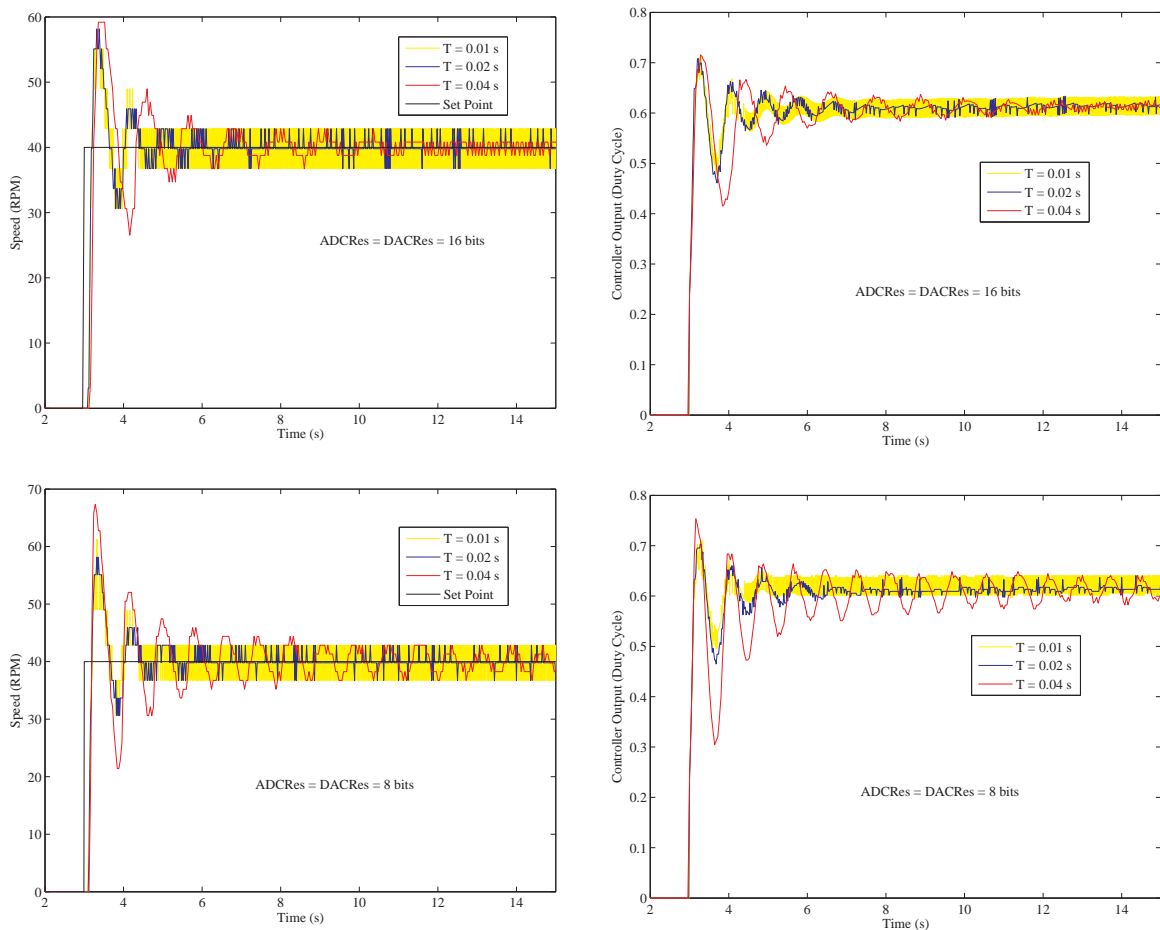 60
50
40
30
20
10
0
2
4
6
8
10
12
14
Speed (RPM)
Time (s)
T = 0.01 s
T = 0.02 s
T = 0.04 s
Set Point
ADCRes = DACRes = 16 bits
0.8
0.7
0.6
0.5
0.4
0.3
0.2
0.1
0
2
4
6
8
10
12
14
Controller Output (Duty Cycle)
Time (s)
T = 0.01 s
T = 0.02 s
T = 0.04 s
ADCRes = DACRes = 16 bits
70
60
50
40
30
20
10
0
2
4
6
8
10
12
14
Speed (RPM)
Time (s)
T = 0.01 s
T = 0.02 s
T = 0.04 s
Set Point
ADCRes = DACRes = 8 bits
0.8
0.7
0.6
0.5
0.4
0.3
0.2
0.1
0
2
4
6
8
10
12
14
Controller Output (Duty Cycle)
Time (s)
T = 0.01 s
T = 0.02 s
T = 0.04 s
ADCRes = DACRes = 8 bits